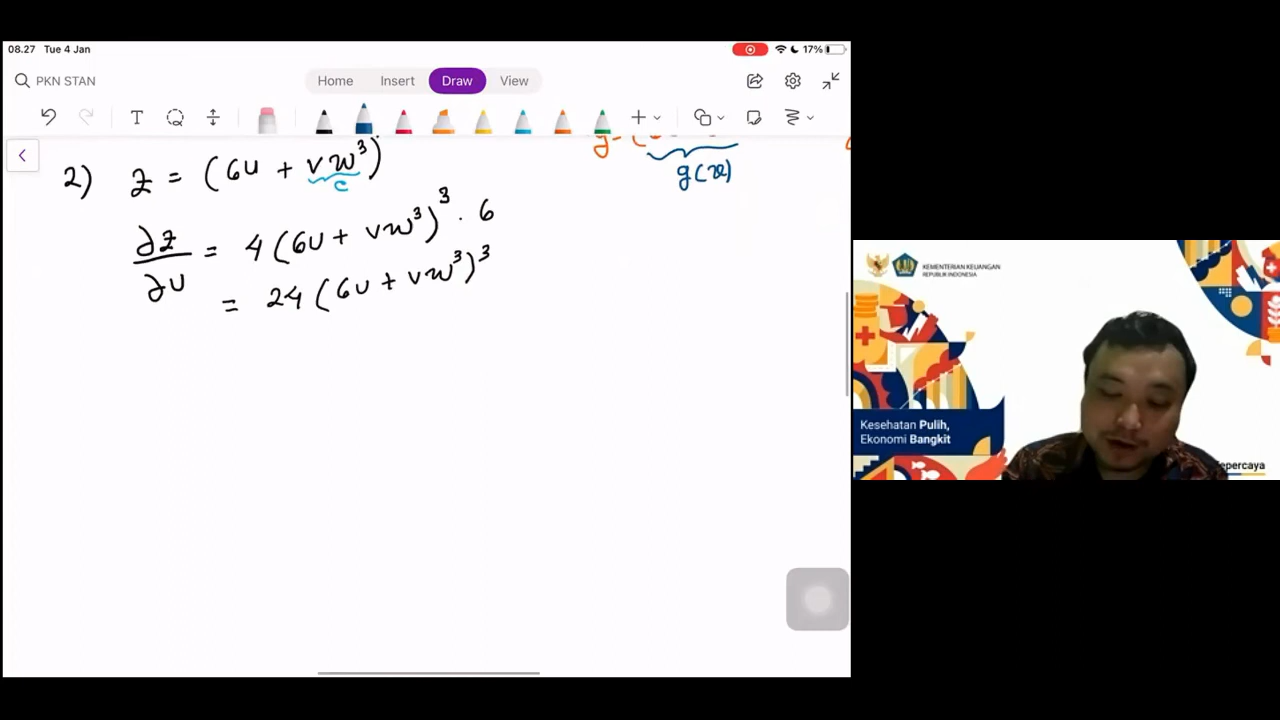 08.27 Tue 4 Jan
17%
PKN STAN
Home Insert Draw View
T
2) z = (6u + vw³)
c
g(x)
∂z/∂u = 4(6u + vw³)³ · 6
= 24(6u + vw³)³
KEMENTERIAN KEUANGAN
REPUBLIK INDONESIA
Kesehatan Pulih,
Ekonomi Bangkit
epercaya